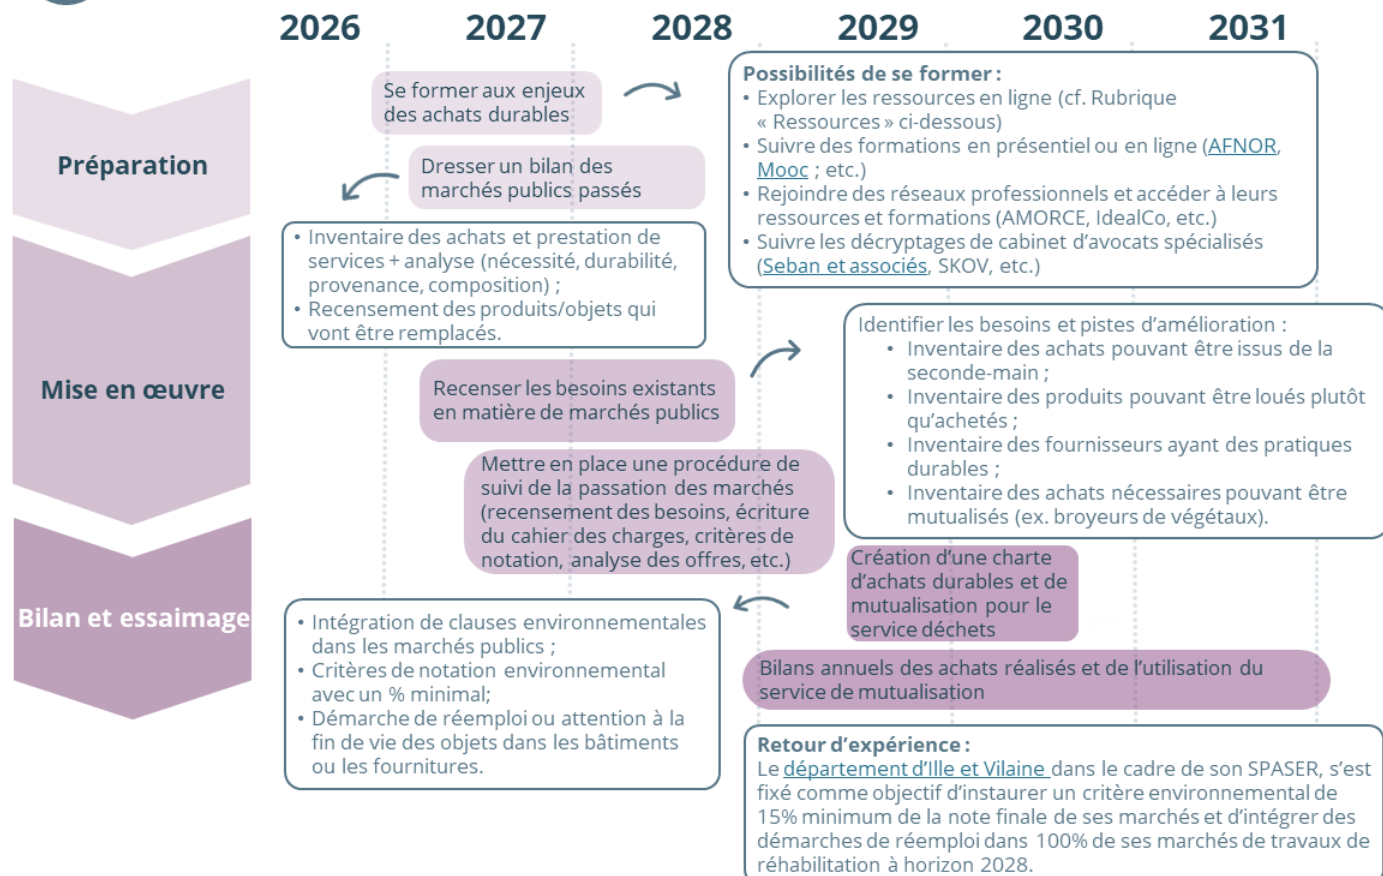 2026 2027 2028 2029 2030 2031
Préparation
Se former aux enjeux
des achats durables
Possibilités de se former :
• Explorer les ressources en ligne (cf. Rubrique
« Ressources » ci-dessous)
• Suivre des formations en présentiel ou en ligne (AFNOR,
Mooc ; etc.)
• Rejoindre des réseaux professionnels et accéder à leurs
ressources et formations (AMORCE, IdealCo, etc.)
• Suivre les décryptages de cabinet d’avocats spécialisés
(Seban et associés, SKOV, etc.)
Dresser un bilan des
marchés publics passés
• Inventaire des achats et prestation de
services + analyse (nécessité, durabilité,
provenance, composition) ;
• Recensement des produits/objets qui
vont être remplacés.
Mise en œuvre
Recenser les besoins existants
en matière de marchés publics
Identifier les besoins et pistes d’amélioration :
• Inventaire des achats pouvant être issus de la
seconde-main ;
• Inventaire des produits pouvant être loués plutôt
qu’achetés ;
• Inventaire des fournisseurs ayant des pratiques
durables ;
• Inventaire des achats nécessaires pouvant être
mutualisés (ex. broyeurs de végétaux).
Mettre en place une procédure de
suivi de la passation des marchés
(recensement des besoins, écriture
du cahier des charges, critères de
notation, analyse des offres, etc.)
Bilan et essaimage
Création d’une charte
d’achats durables et de
mutualisation pour le
service déchets
• Intégration de clauses environnementales
dans les marchés publics ;
• Critères de notation environnemental
avec un % minimal;
• Démarche de réemploi ou attention à la
fin de vie des objets dans les bâtiments
ou les fournitures.
Bilans annuels des achats réalisés et de l’utilisation du
service de mutualisation
Retour d’expérience :
Le département d’Ille et Vilaine dans le cadre de son SPASER, s’est
fixé comme objectif d’instaurer un critère environnemental de
15% minimum de la note finale de ses marchés et d’intégrer des
démarches de réemploi dans 100% de ses marchés de travaux de
réhabilitation à horizon 2028.